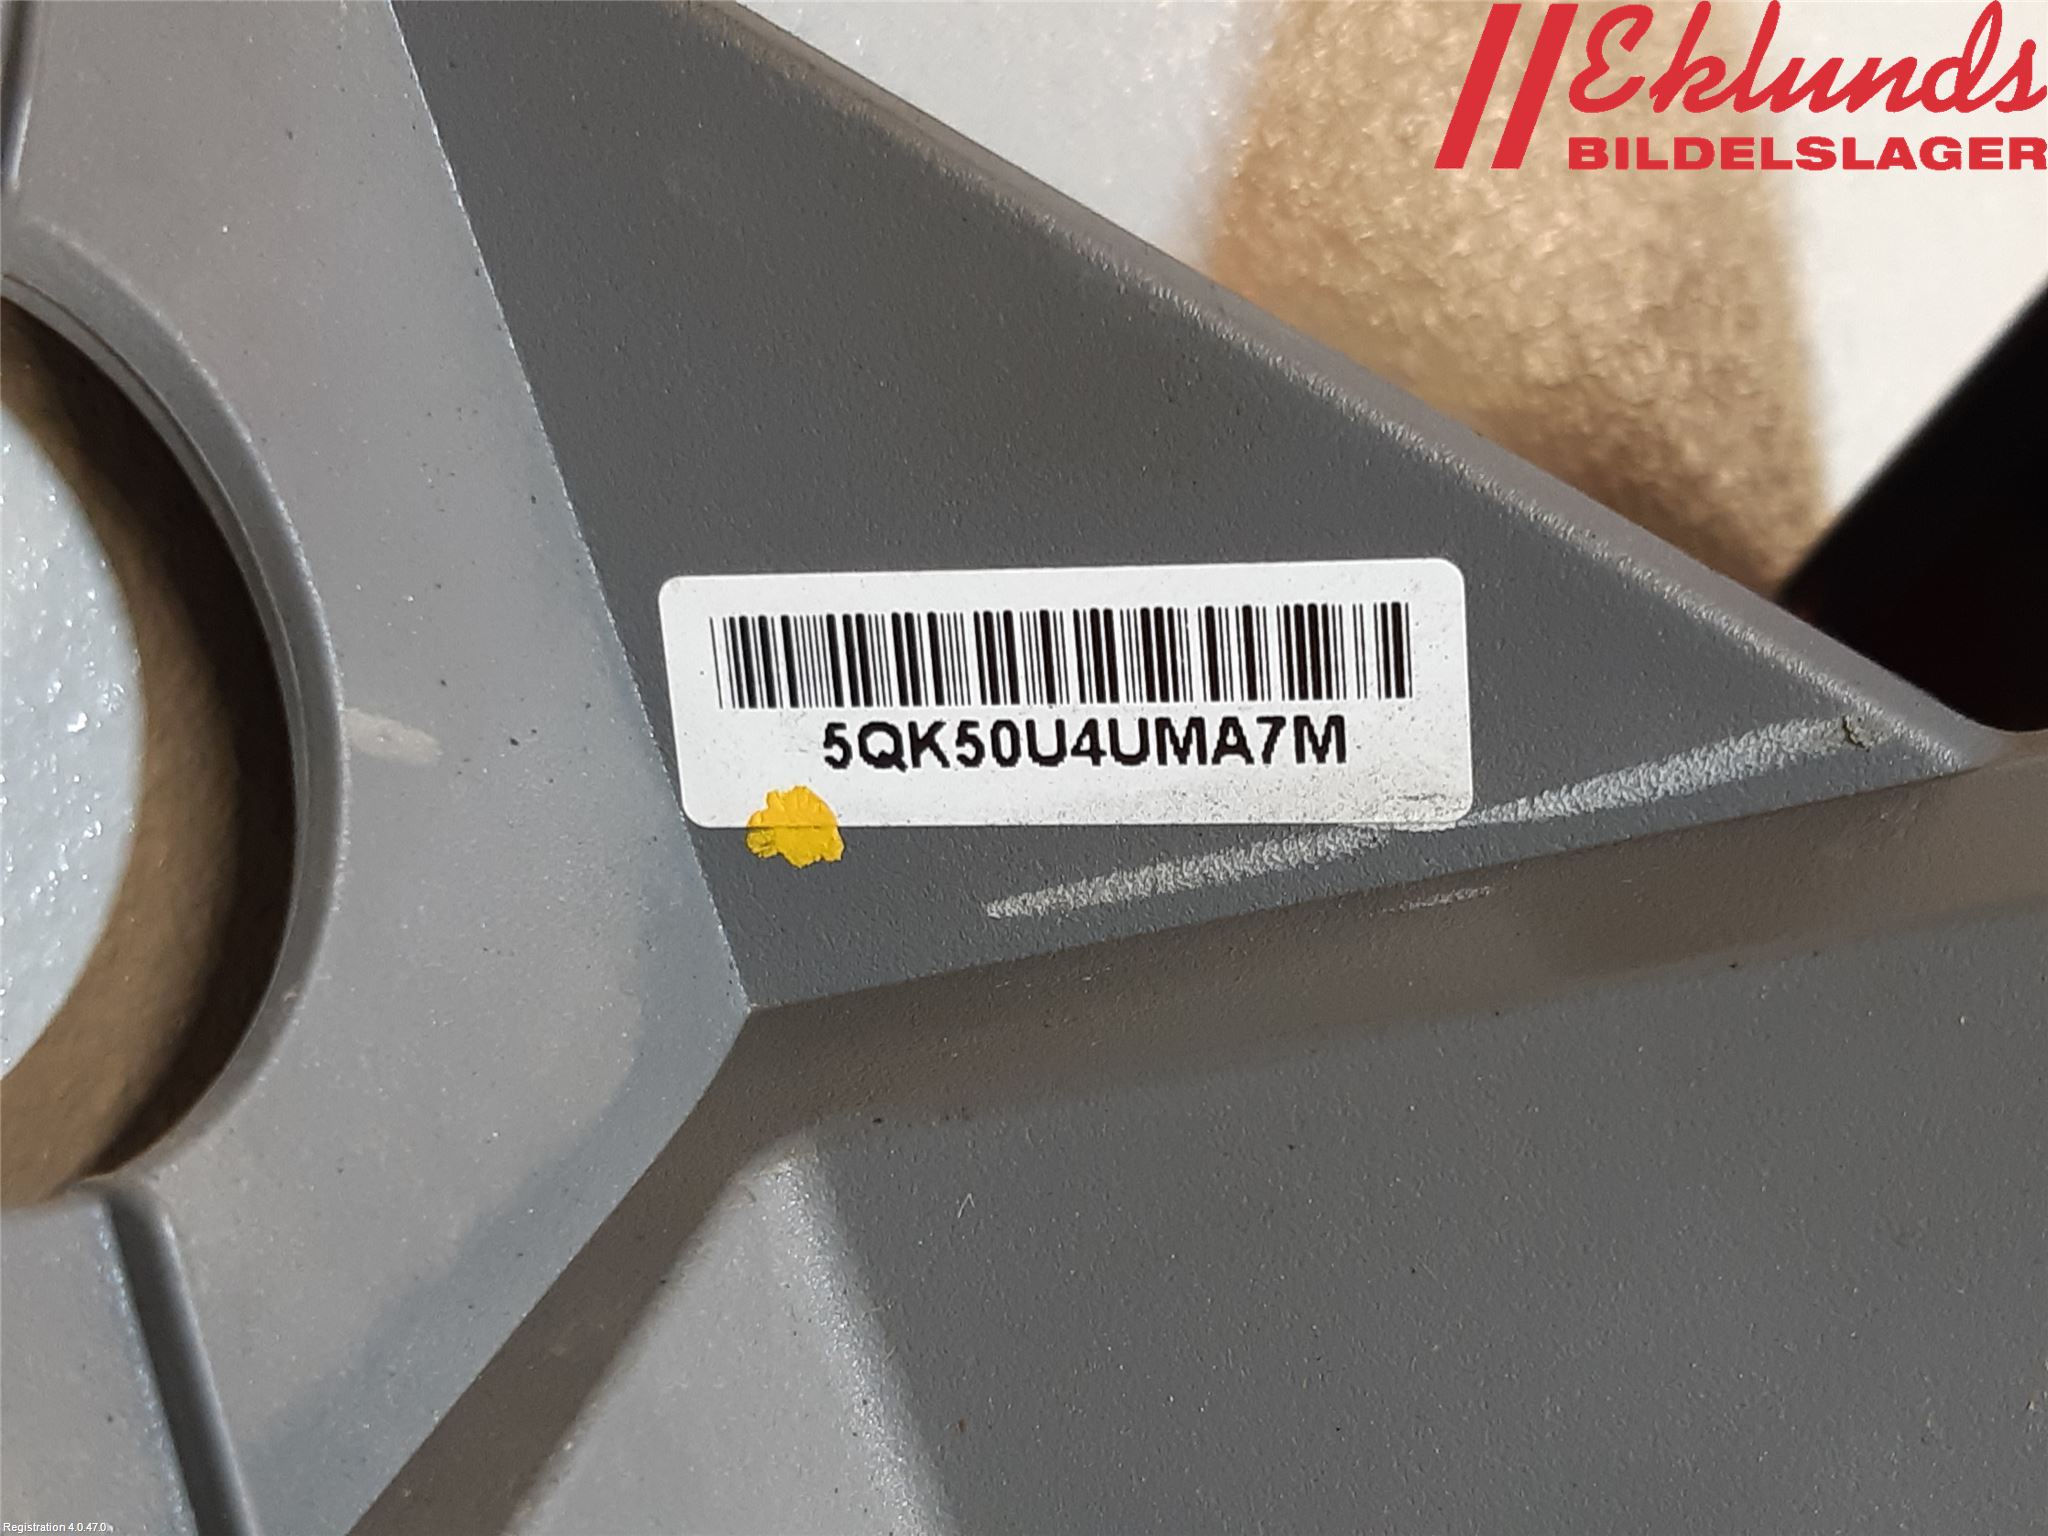 Eklunds
BILDELSLAGER
5QK50U4UMA7M
Registration 4.0.47.0